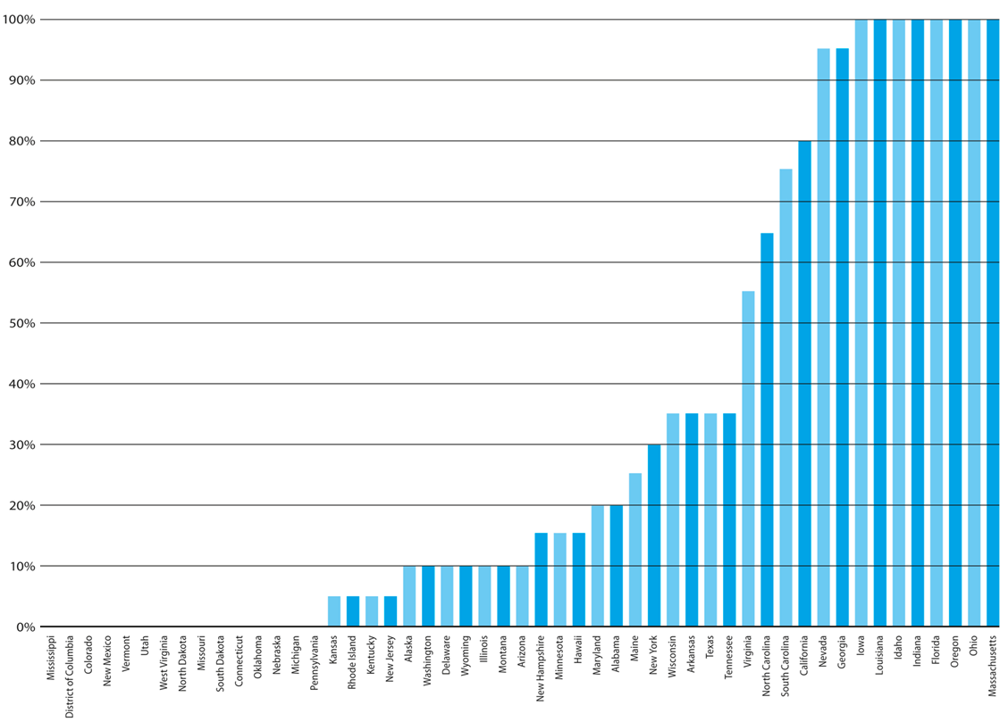 100%
90%
80%
70%
60%
50%
40%
30%
20%
10%
0%
Mississippi
District of Columbia
Colorado
New Mexico
Vermont
Utah
West Virginia
North Dakota
Missouri
South Dakota
Connecticut
Oklahoma
Nebraska
Michigan
Pennsylvania
Kansas
Rhode Island
Kentucky
New Jersey
Alaska
Washington
Delaware
Wyoming
Illinois
Montana
Arizona
New Hampshire
Minnesota
Hawaii
Maryland
Alabama
Maine
New York
Wisconsin
Arkansas
Texas
Tennessee
Virginia
North Carolina
South Carolina
California
Nevada
Georgia
Iowa
Louisiana
Idaho
Indiana
Florida
Oregon
Ohio
Massachusetts